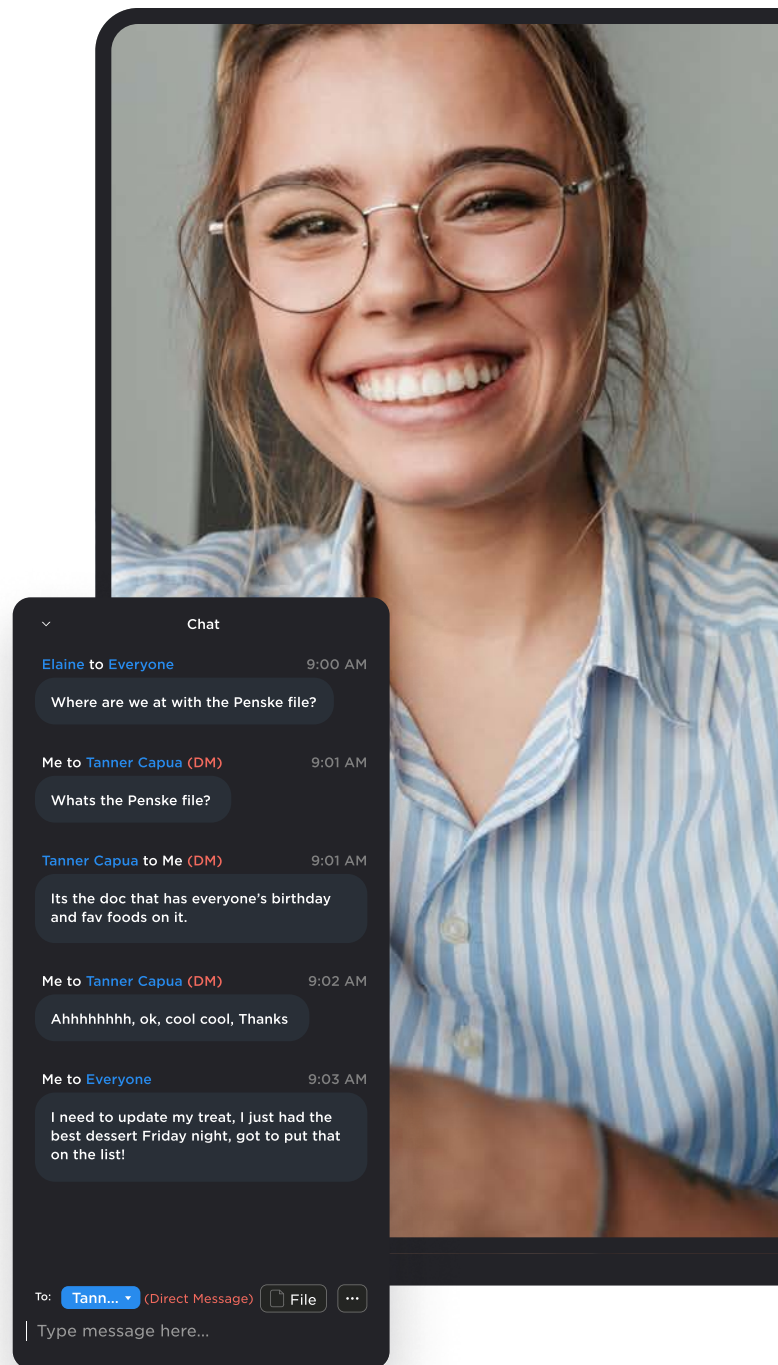 Chat
Elaine to Everyone 9:00 AM
Where are we at with the Penske file?
Me to Tanner Capua (DM) 9:01 AM
Whats the Penske file?
Tanner Capua to Me (DM) 9:01 AM
Its the doc that has everyone’s birthday
and fav foods on it.
Me to Tanner Capua (DM) 9:02 AM
Ahhhhhhhh, ok, cool cool, Thanks
Me to Everyone 9:03 AM
I need to update my treat, I just had the
best dessert Friday night, got to put that
on the list!
To: Tann... (Direct Message) File ...
Type message here...